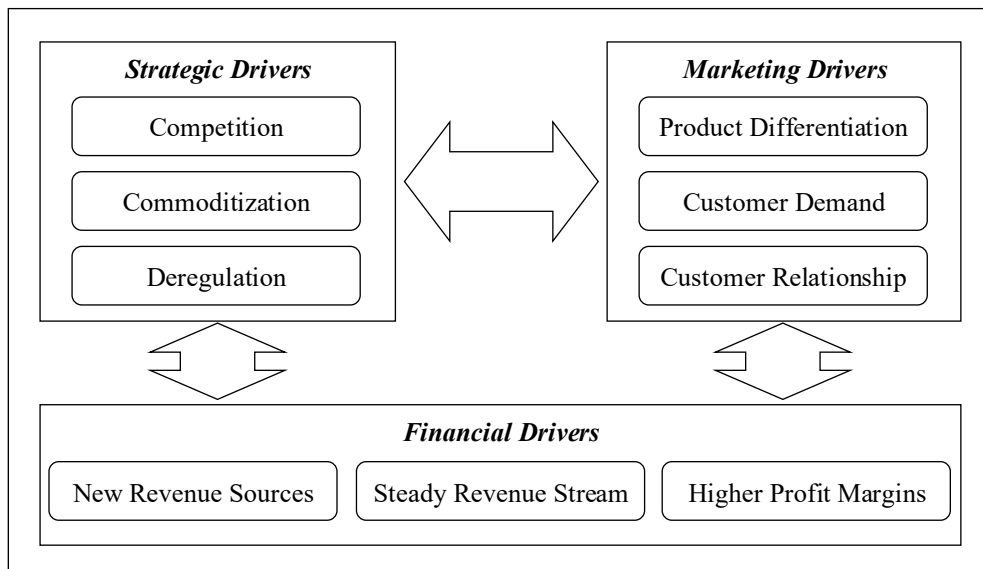 Strategic Drivers
Competition
Commoditization
Deregulation
Marketing Drivers
Product Differentiation
Customer Demand
Customer Relationship
Financial Drivers
New Revenue Sources
Steady Revenue Stream
Higher Profit Margins